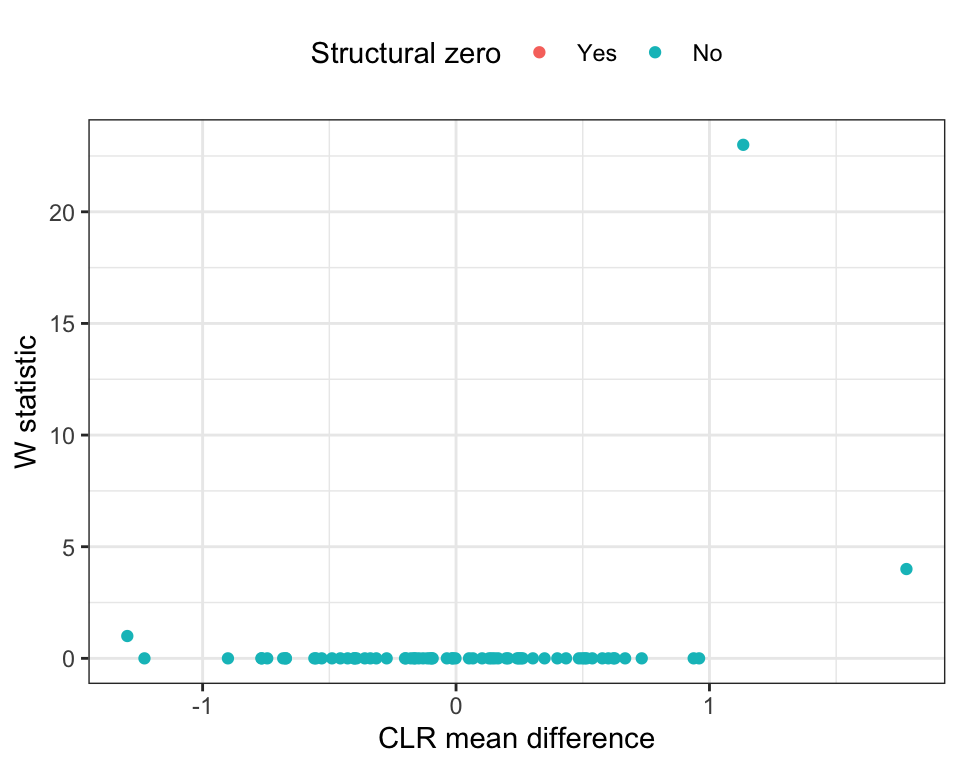 Structural zero Yes No
20
15
10
5
0
W statistic
-1 0 1
CLR mean difference